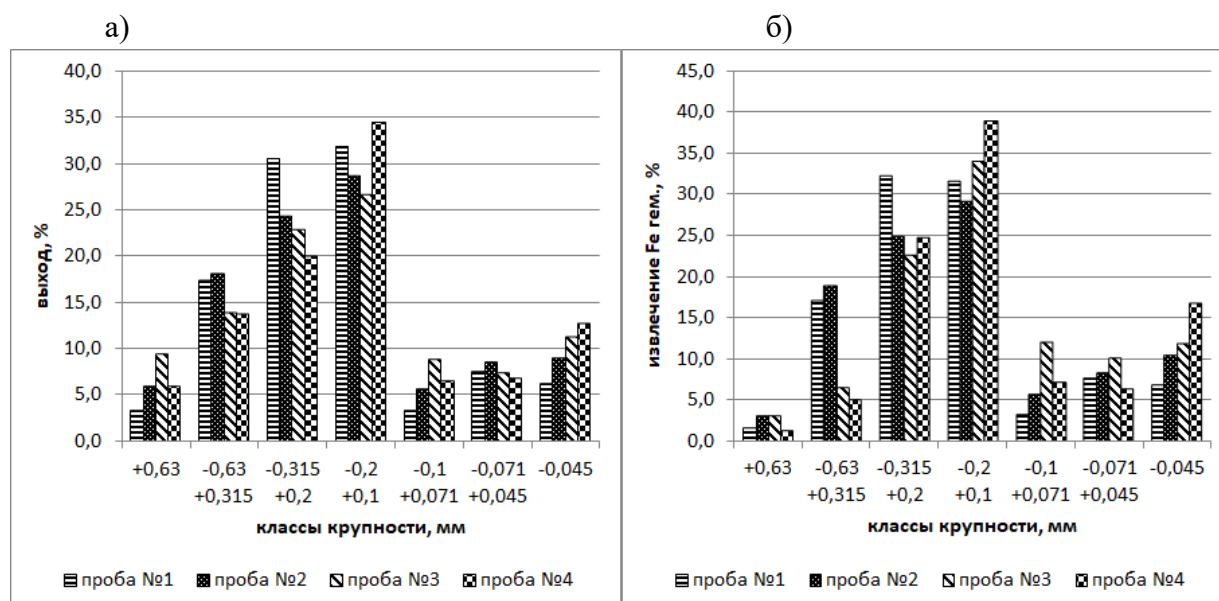 а)
б)
40,0
35,0
30,0
25,0
20,0
15,0
10,0
5,0
0,0
выход, %
+0,63 -0,63 -0,315 -0,2 -0,1 -0,071 -0,045
+0,315 +0,2 +0,1 +0,071 +0,045
классы крупности, мм
проба №1 проба №2 проба №3 проба №4
45,0
40,0
35,0
30,0
25,0
20,0
15,0
10,0
5,0
0,0
извлечение Fe гем., %
+0,63 -0,63 -0,315 -0,2 -0,1 -0,071 -0,045
+0,315 +0,2 +0,1 +0,071 +0,045
классы крупности, мм
проба №1 проба №2 проба №3 проба №4